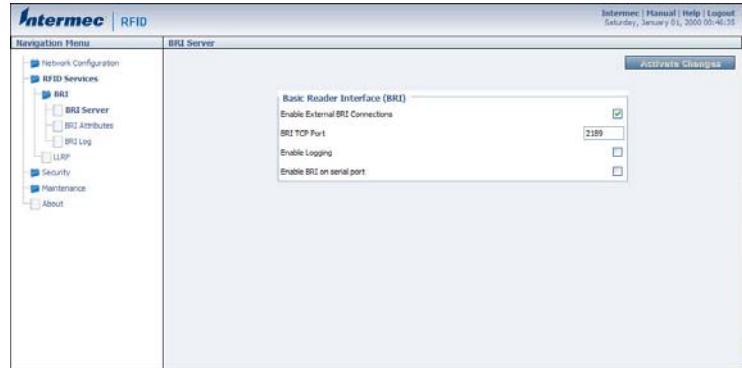 Intermec RFID
Intermec | Manual | Help | Logout
Saturday, January 01, 2000 00:46:35
Navigation Menu
BRI Server
Network Configuration
RFID Services
BRI
BRI Server
BRI Attributes
BRI Log
LLRP
Security
Maintenance
About
Activate Changes
Basic Reader Interface (BRI)
Enable External BRI Connections
BRI TCP Port
2189
Enable Logging
Enable BRI on serial port